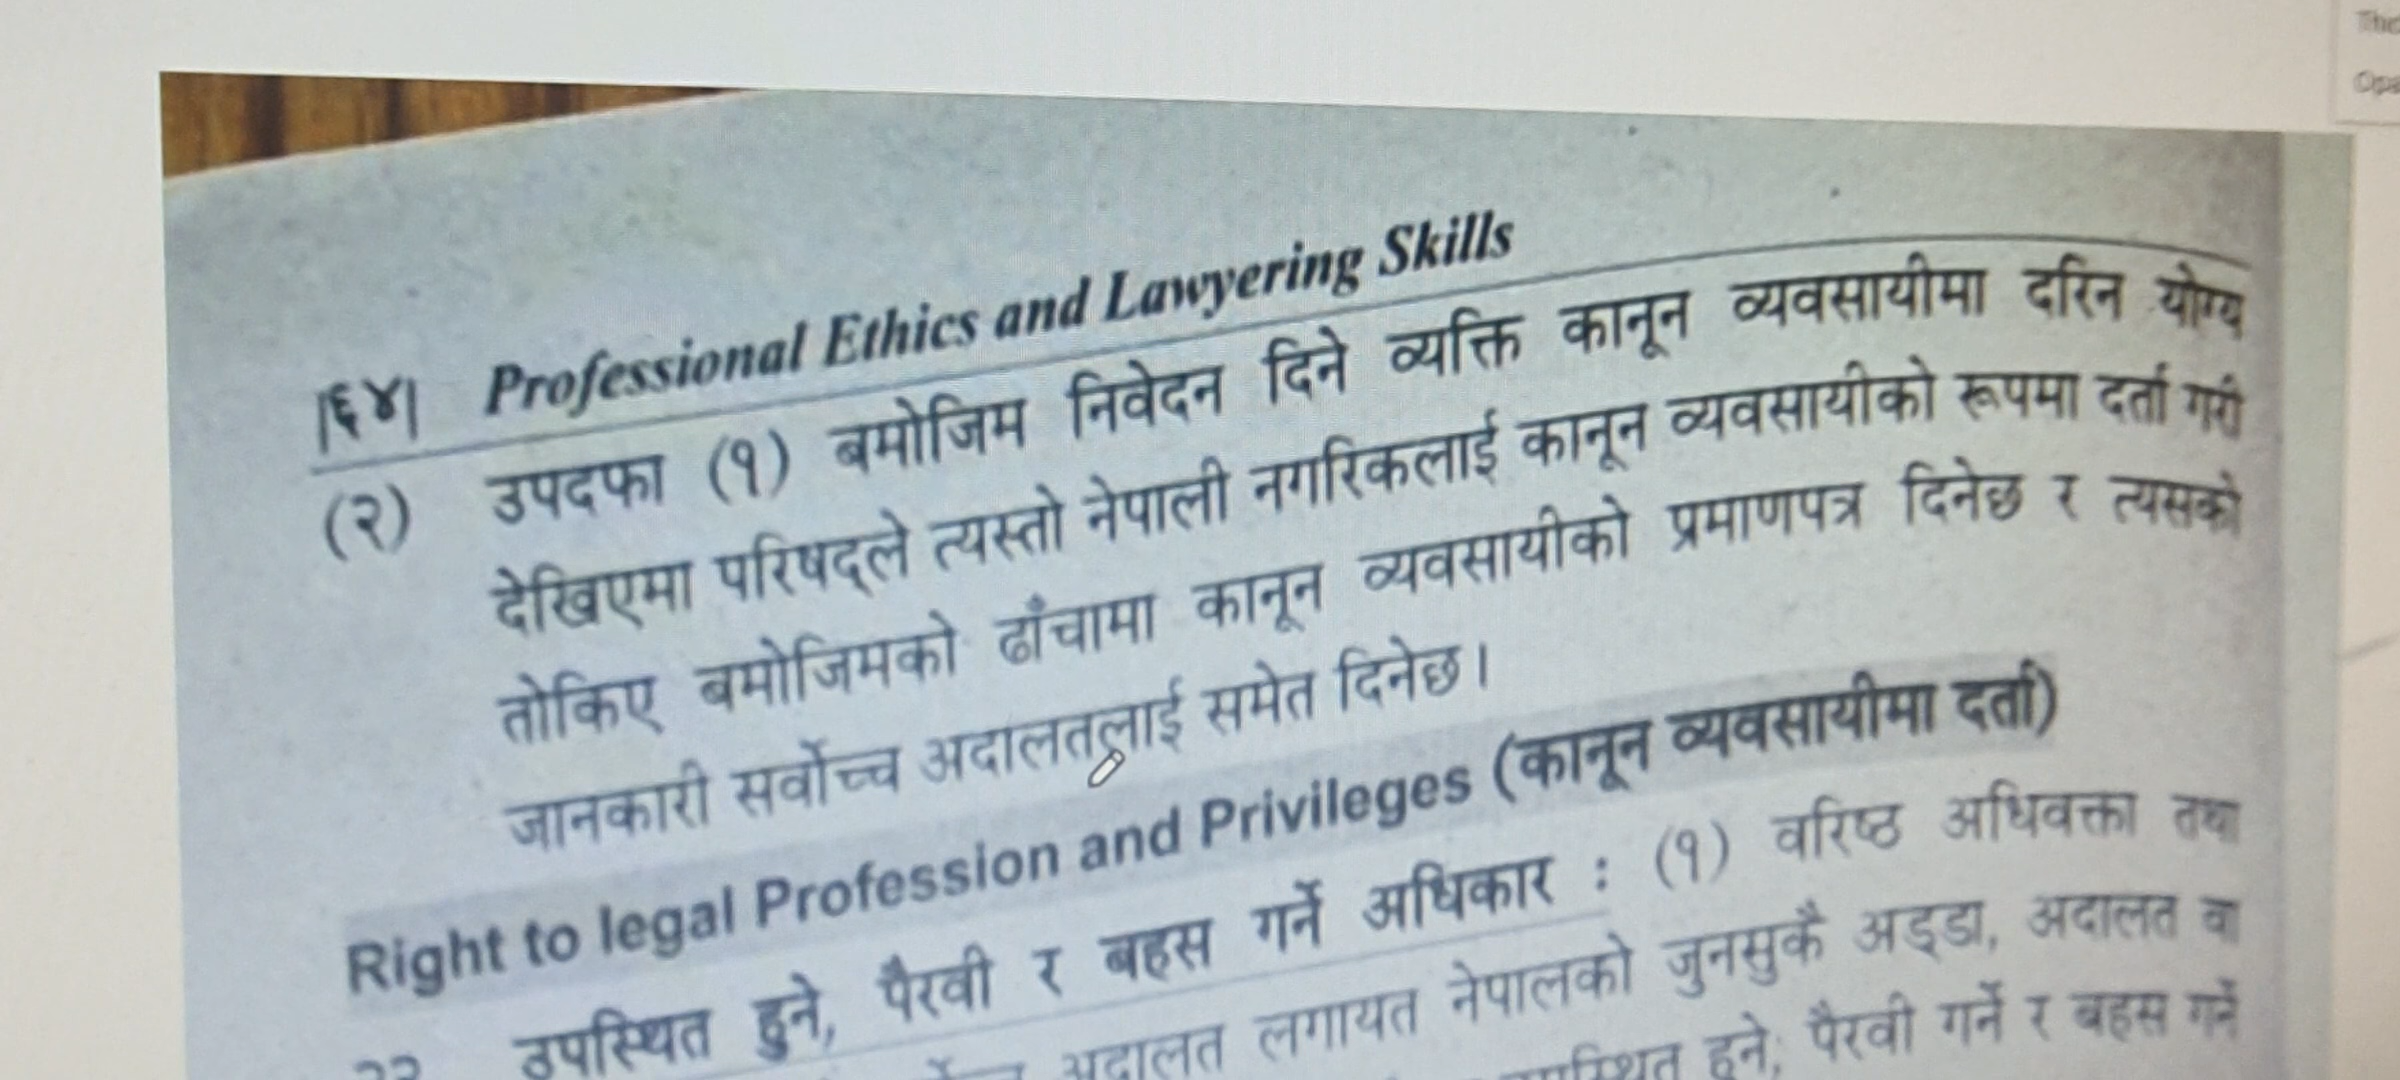 Thic
Opa
|६४| Professional Ethics and Lawyering Skills
(२) उपदफा (१) बमोजिम निवेदन दिने व्यक्ति कानून व्यवसायीमा दरिन योग्य
देखिएमा परिषद्ले त्यस्तो नेपाली नगरिकलाई कानून व्यवसायीको रूपमा दर्ता गरी
तोकिए बमोजिमको ढाँचामा कानून व्यवसायीको प्रमाणपत्र दिनेछ र त्यसको
जानकारी सर्वोच्च अदालतलाई समेत दिनेछ।
Right to legal Profession and Privileges (कानून व्यवसायीमा दर्ता)
उपस्थित हुने, पैरवी र बहस गर्ने अधिकार : (१) वरिष्ठ अधिवक्ता तथा
अदालत लगायत नेपालको जुनसुकै अड्डा, अदालत वा
हुने; पैरवी गर्ने र बहस गर्ने